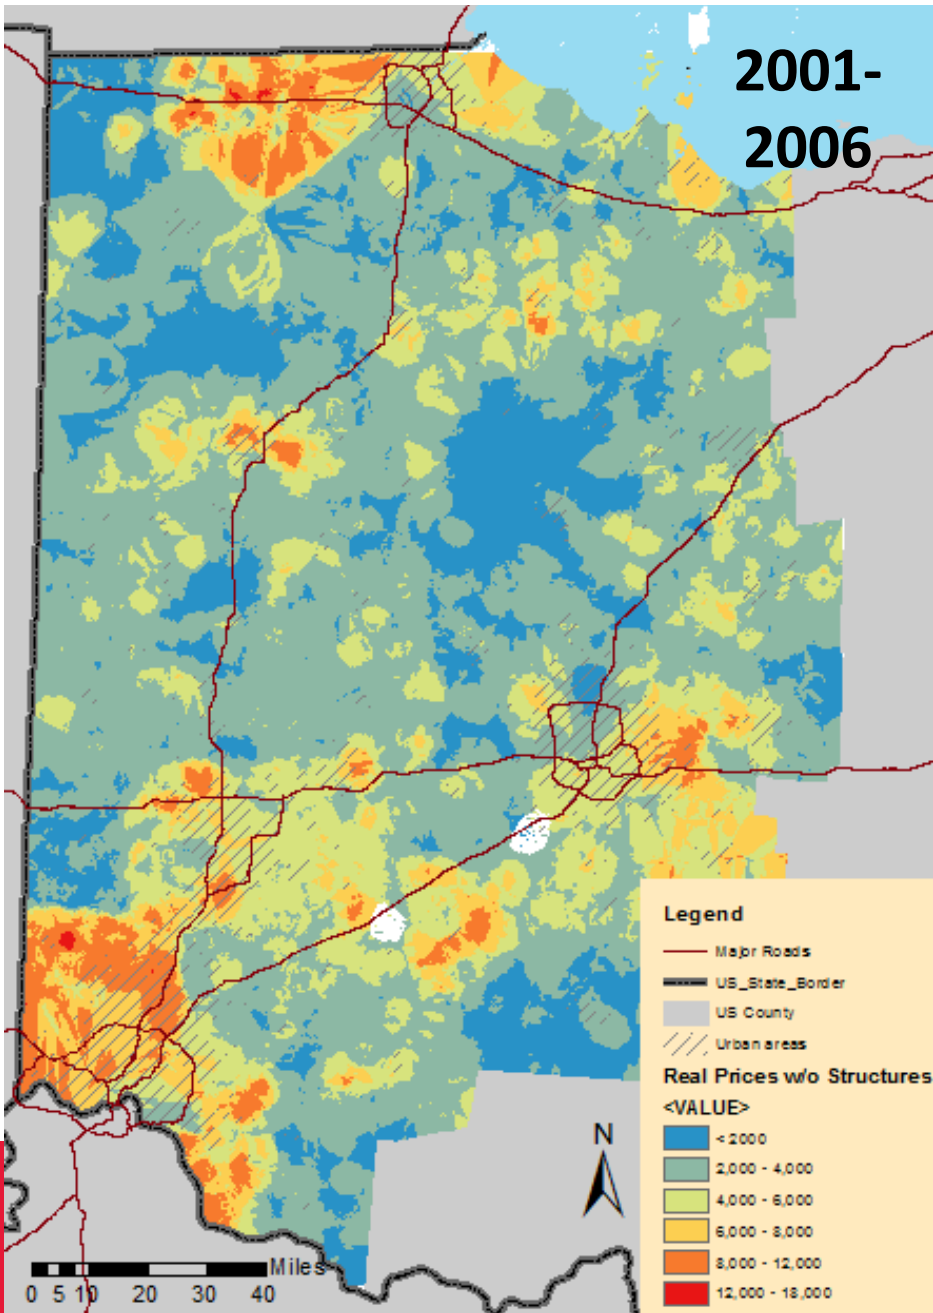 2001-
2006
Legend
Major Roads
US_State_Border
US County
Urban areas
Real Prices w/o Structures
<VALUE>
< 2000
2,000 - 4,000
4,000 - 6,000
6,000 - 8,000
8,000 - 12,000
12,000 - 18,000
N
Miles
0 5 10 20 30 40